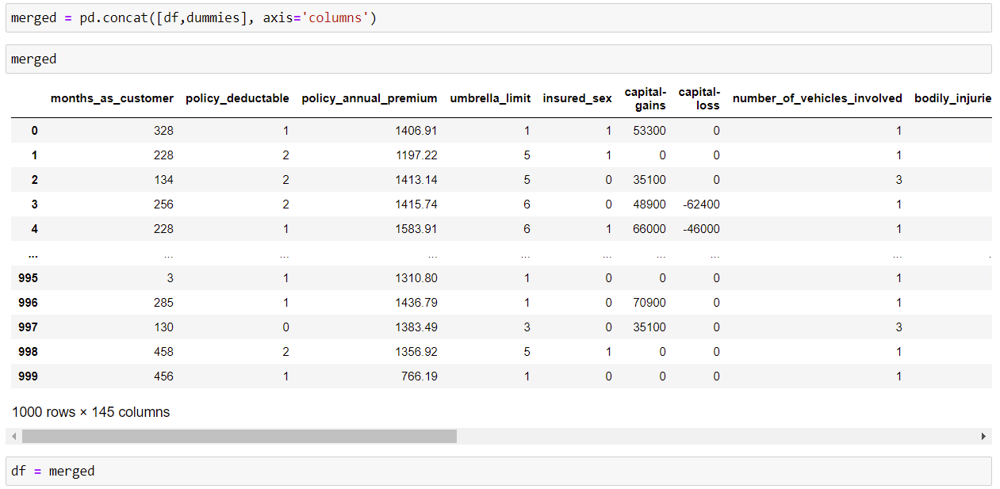 merged = pd.concat([df,dummies], axis='columns')
merged
months_as_customer policy_deductable policy_annual_premium umbrella_limit insured_sex capital-gains capital-loss number_of_vehicles_involved bodily_injurie
0 328 1 1406.91 1 1 53300 0 1
1 228 2 1197.22 5 1 0 0 1
2 134 2 1413.14 5 0 35100 0 3
3 256 2 1415.74 6 0 48900 -62400 1
4 228 1 1583.91 6 1 66000 -46000 1
... ... ... ... ... ... ... ... ... .
995 3 1 1310.80 1 0 0 0 1
996 285 1 1436.79 1 0 70900 0 1
997 130 0 1383.49 3 0 35100 0 3
998 458 2 1356.92 5 1 0 0 1
999 456 1 766.19 1 0 0 0 1
1000 rows × 145 columns
df = merged